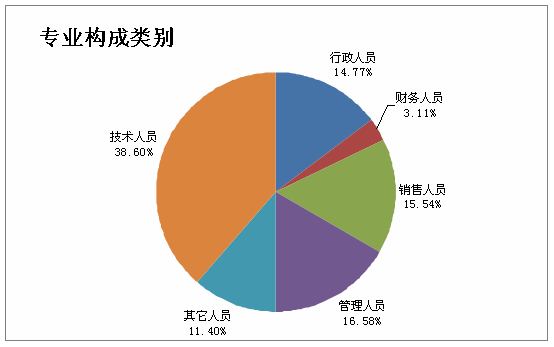 专业构成类别
行政人员
14.77%
财务人员
3.11%
销售人员
15.54%
管理人员
16.58%
其它人员
11.40%
技术人员
38.60%